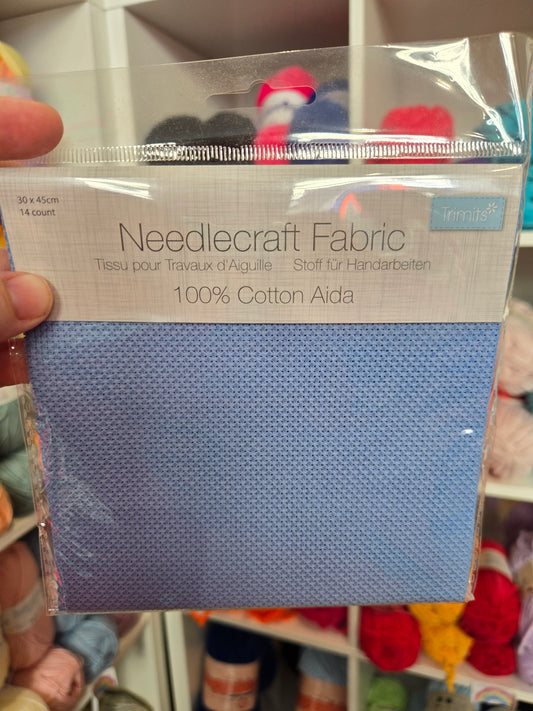 30 x 45cm
14 count
Trimits
Needlecraft Fabric
Tissu pour Travaux d'Aiguille Stoff für Handarbeiten
100% Cotton Aida